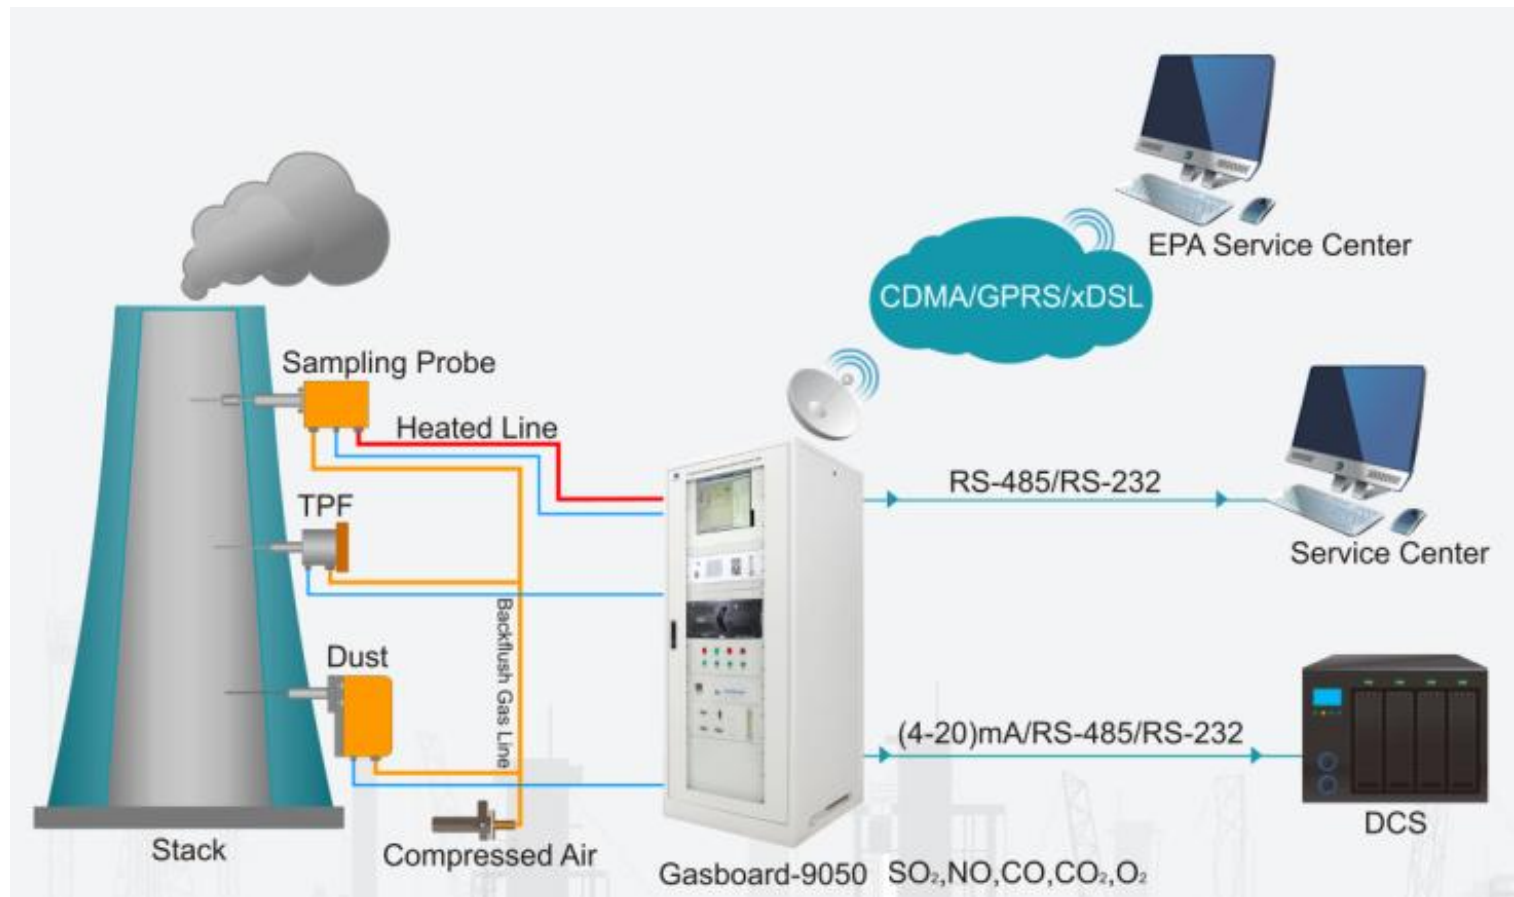 EPA Service Center
CDMA/GPRS/xDSL
Sampling Probe
Heated Line
RS-485/RS-232
TPF
Service Center
Backflush Gas Line
Dust
(4-20)mA/RS-485/RS-232
DCS
Stack
Compressed Air
Gasboard-9050 SO₂,NO,CO,CO₂,O₂